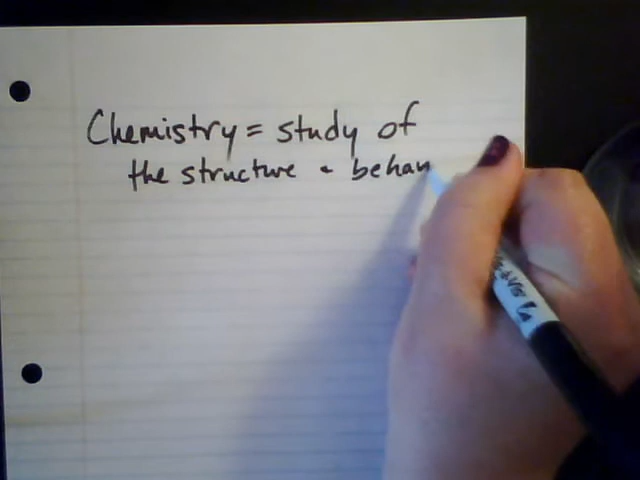 Chemistry = study of
the structure & behav